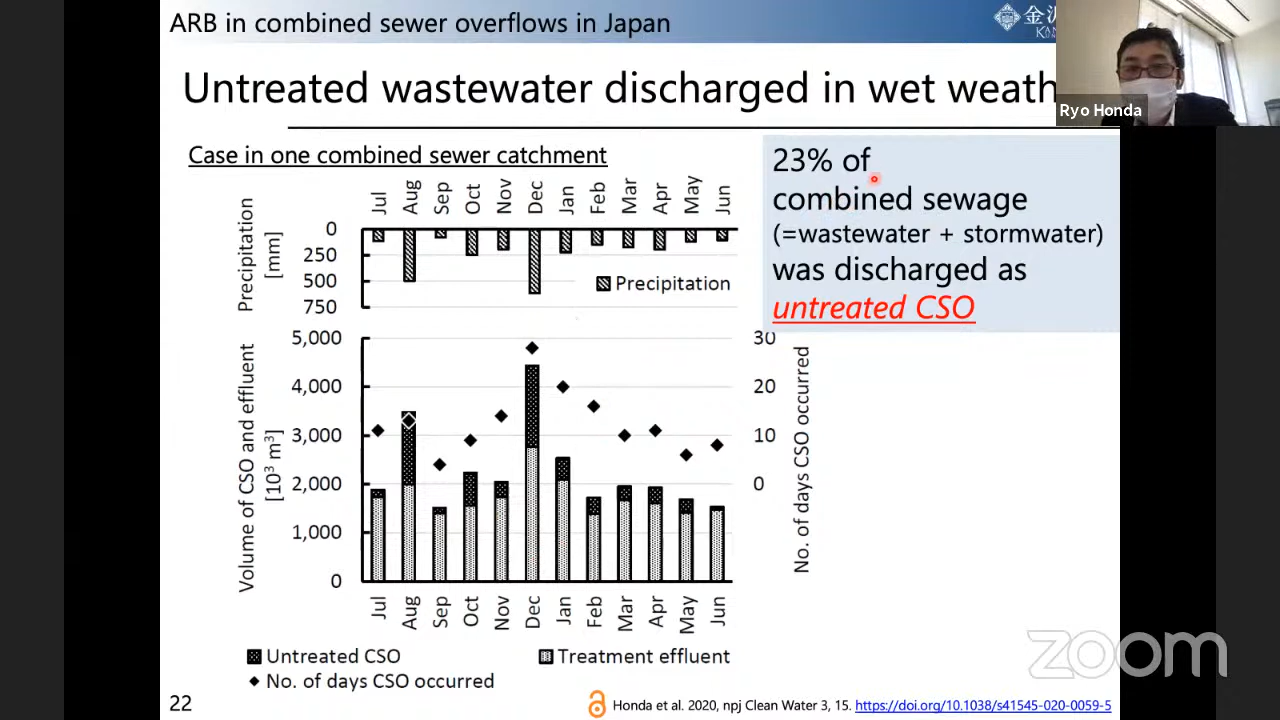 ARB in combined sewer overflows in Japan
Ryo Honda
Untreated wastewater discharged in wet weath
Case in one combined sewer catchment
23% of
combined sewage
(=wastewater + stormwater)
was discharged as
untreated CSO
Jul Aug Sep Oct Nov Dec Jan Feb Mar Apr May Jun
Precipitation
[mm]
0
250
500
750
Precipitation
Volume of CSO and effluent
[10³ m³]
5,000
4,000
3,000
2,000
1,000
0
30
20
10
0
No. of days CSO occurred
Jul Aug Sep Oct Nov Dec Jan Feb Mar Apr May Jun
Untreated CSO
Treatment effluent
No. of days CSO occurred
zoom
22
Honda et al. 2020, npj Clean Water 3, 15. https://doi.org/10.1038/s41545-020-0059-5